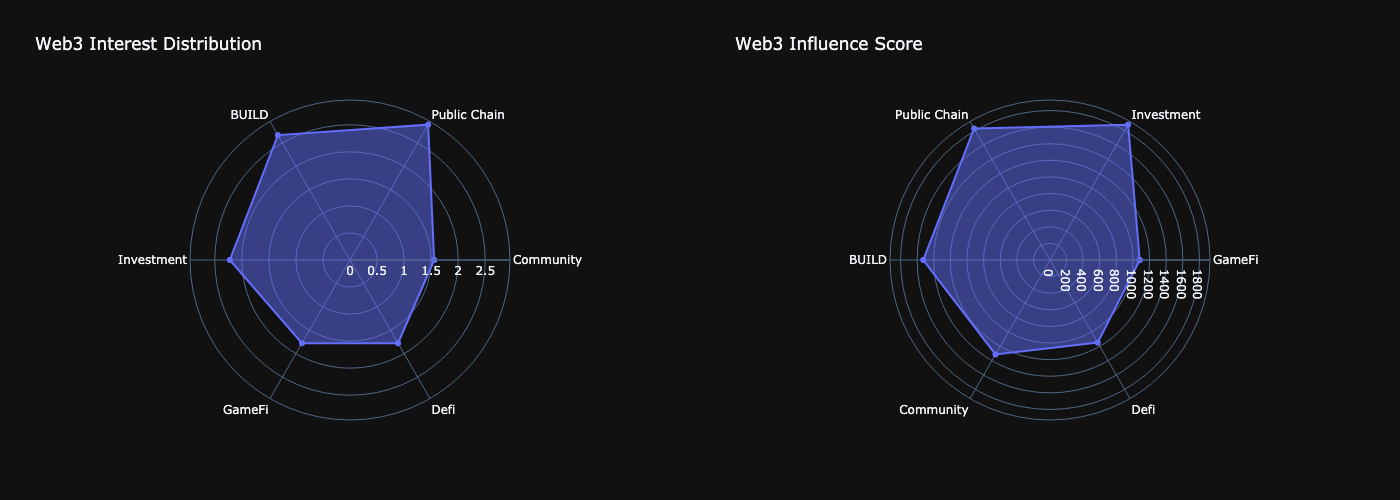 Web3 Interest Distribution
BUILD
Public Chain
Investment
Community
0
0.5
1
1.5
2
2.5
GameFi
Defi
Web3 Influence Score
Public Chain
Investment
BUILD
GameFi
0
200
400
600
800
1000
1200
1400
1600
1800
Community
Defi